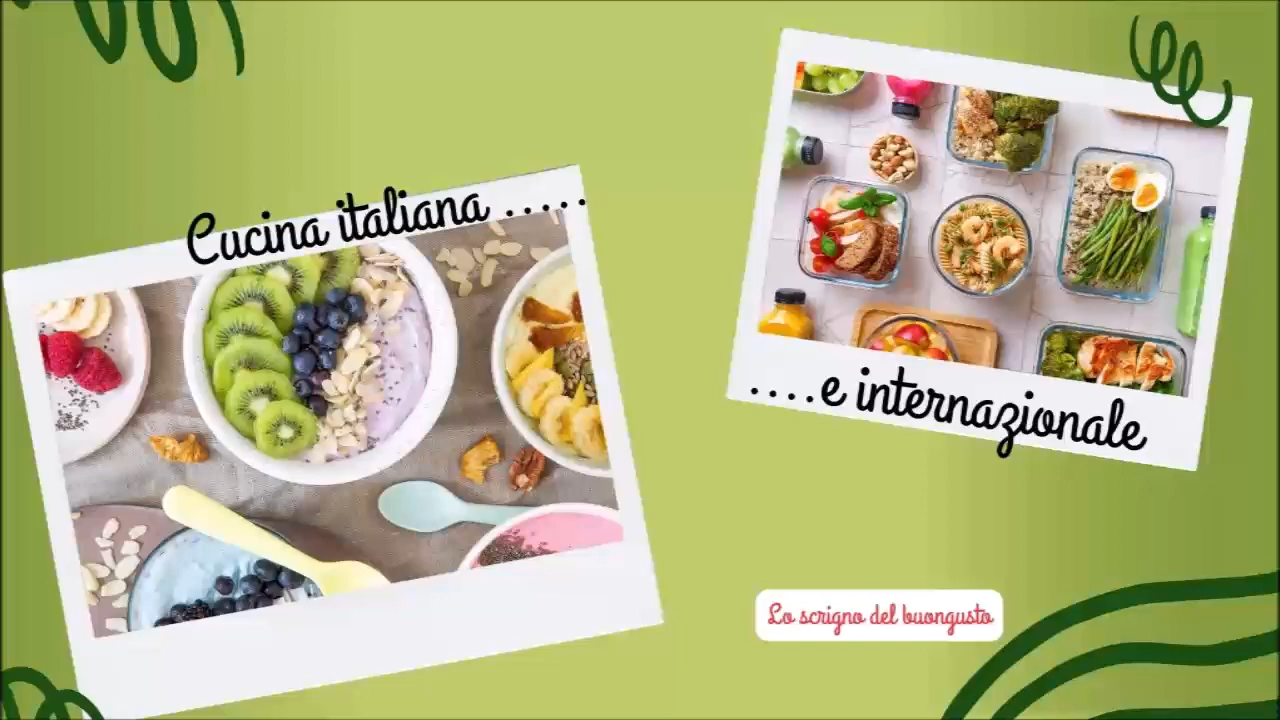 Cucina italiana .....
....e internazionale
Lo scrigno del buongusto